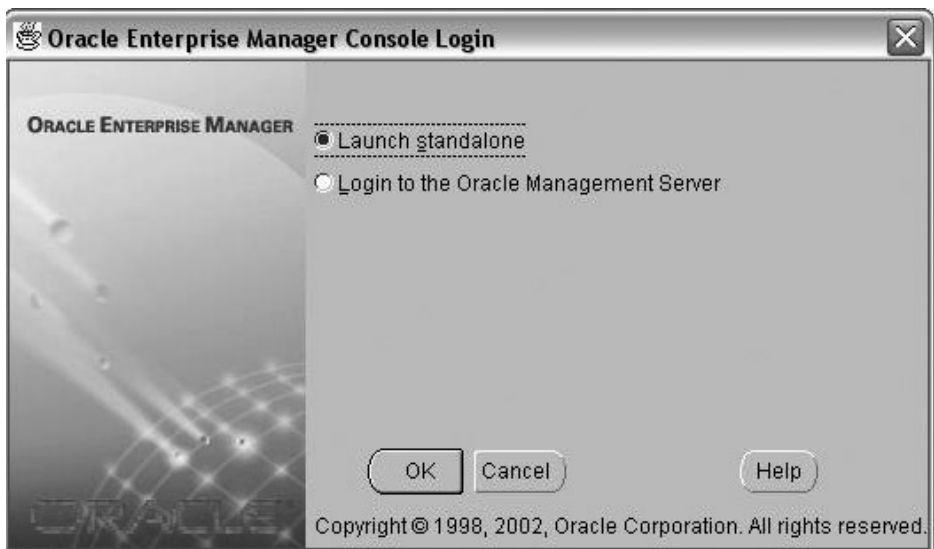 Oracle Enterprise Manager Console Login
ORACLE ENTERPRISE MANAGER
Launch standalone
Login to the Oracle Management Server
OK
Cancel
Help
ORACLE
Copyright © 1998, 2002, Oracle Corporation. All rights reserved.